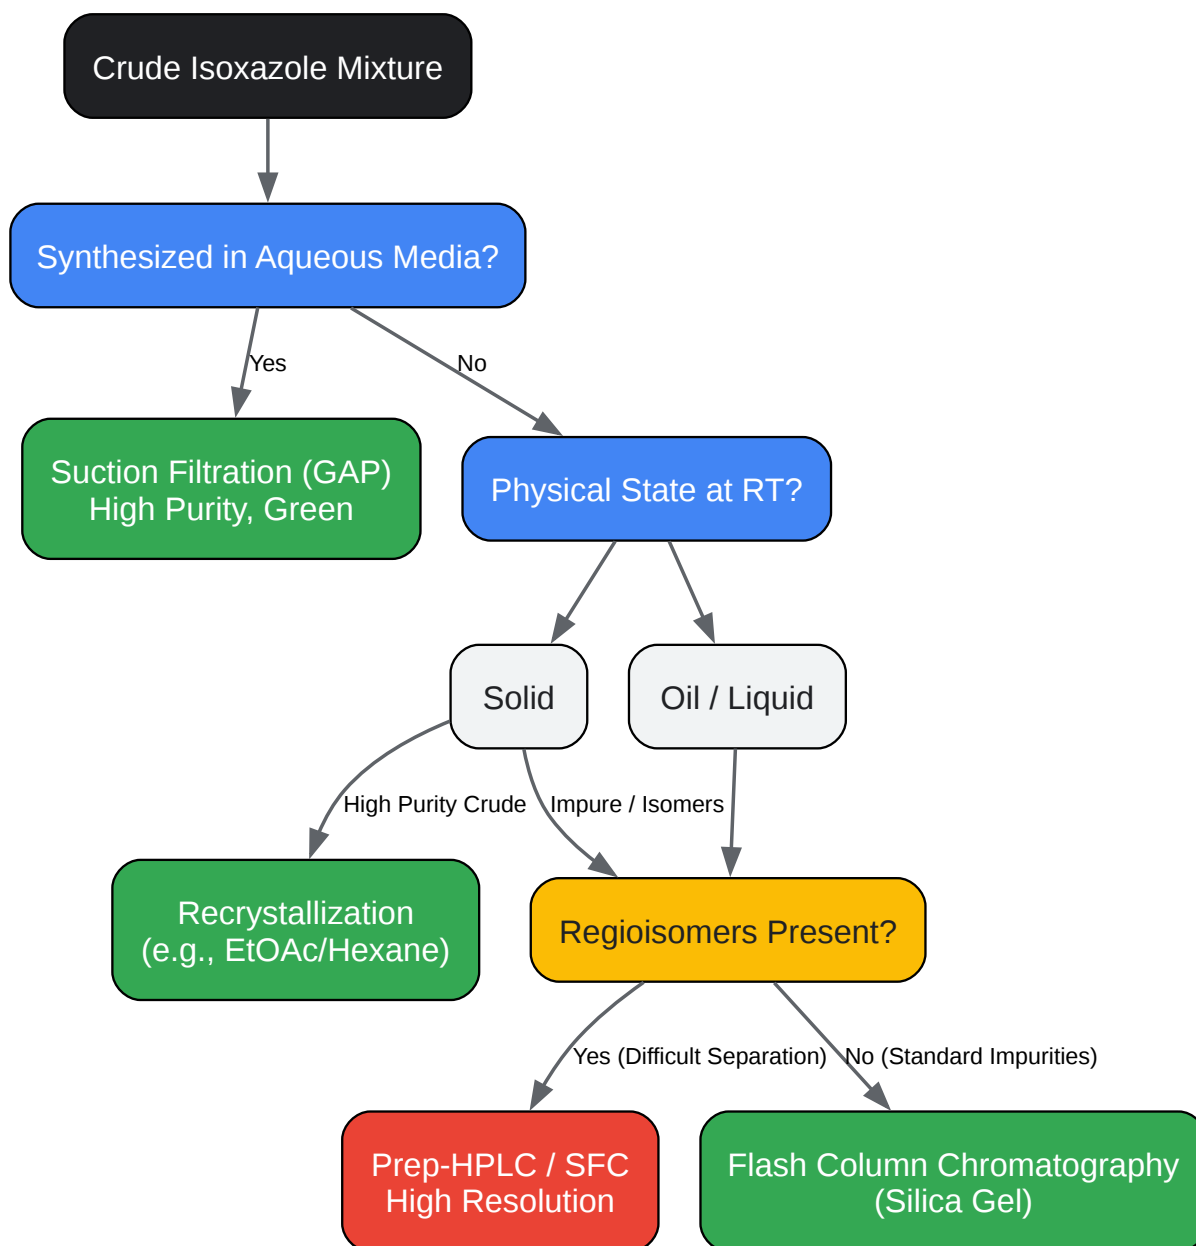 Crude Isoxazole Mixture
Synthesized in Aqueous Media?
Yes
No
Suction Filtration (GAP)
High Purity, Green
Physical State at RT?
Solid
Oil / Liquid
High Purity Crude
Impure / Isomers
Recrystallization
(e.g., EtOAc/Hexane)
Regioisomers Present?
Yes (Difficult Separation)
No (Standard Impurities)
Prep-HPLC / SFC
High Resolution
Flash Column Chromatography
(Silica Gel)